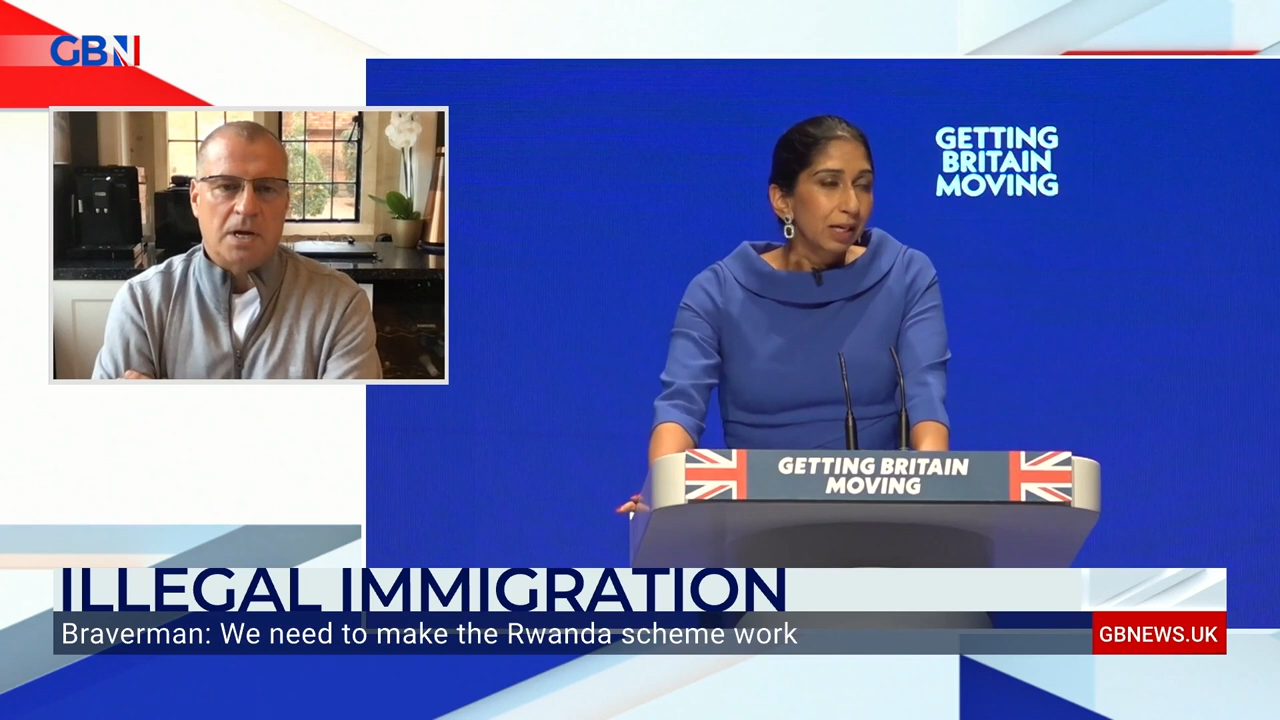 GBN
GETTING
BRITAIN
MOVING
GETTING BRITAIN
MOVING
ILLEGAL IMMIGRATION
Braverman: We need to make the Rwanda scheme work
GBNEWS.UK